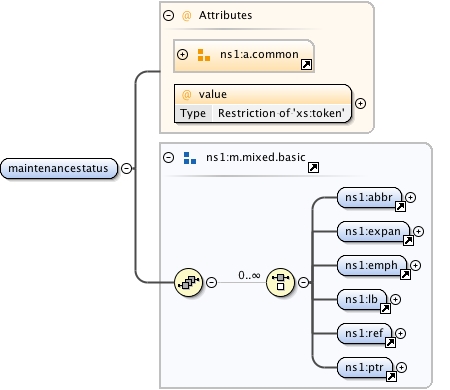 @ Attributes
ns1:a.common
@ value
Type Restriction of 'xs:token'
maintenancestatus
ns1:m.mixed.basic
0..∞
ns1:abbr
ns1:expan
ns1:emph
ns1:lb
ns1:ref
ns1:ptr